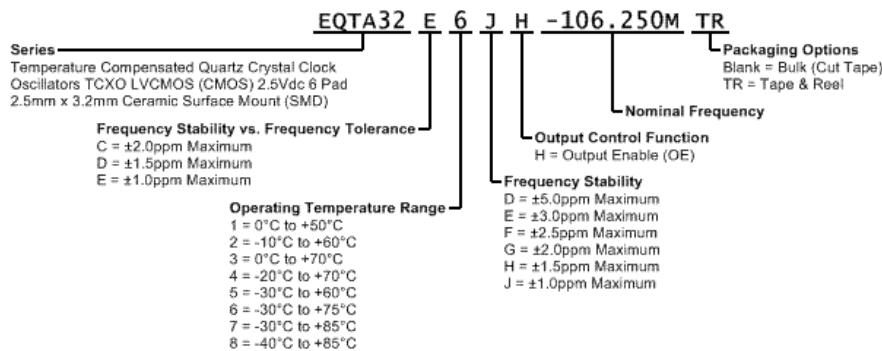 EQTA32 E 6 J H -106.250M TR
Series
Temperature Compensated Quartz Crystal Clock
Oscillators TCXO LVCMOS (CMOS) 2.5Vdc 6 Pad
2.5mm x 3.2mm Ceramic Surface Mount (SMD)
Frequency Stability vs. Frequency Tolerance
C = ±2.0ppm Maximum
D = ±1.5ppm Maximum
E = ±1.0ppm Maximum
Operating Temperature Range
1 = 0°C to +50°C
2 = -10°C to +60°C
3 = 0°C to +70°C
4 = -20°C to +70°C
5 = -30°C to +60°C
6 = -30°C to +75°C
7 = -30°C to +85°C
8 = -40°C to +85°C
Packaging Options
Blank = Bulk (Cut Tape)
TR = Tape & Reel
Nominal Frequency
Output Control Function
H = Output Enable (OE)
Frequency Stability
D = ±5.0ppm Maximum
E = ±3.0ppm Maximum
F = ±2.5ppm Maximum
G = ±2.0ppm Maximum
H = ±1.5ppm Maximum
J = ±1.0ppm Maximum